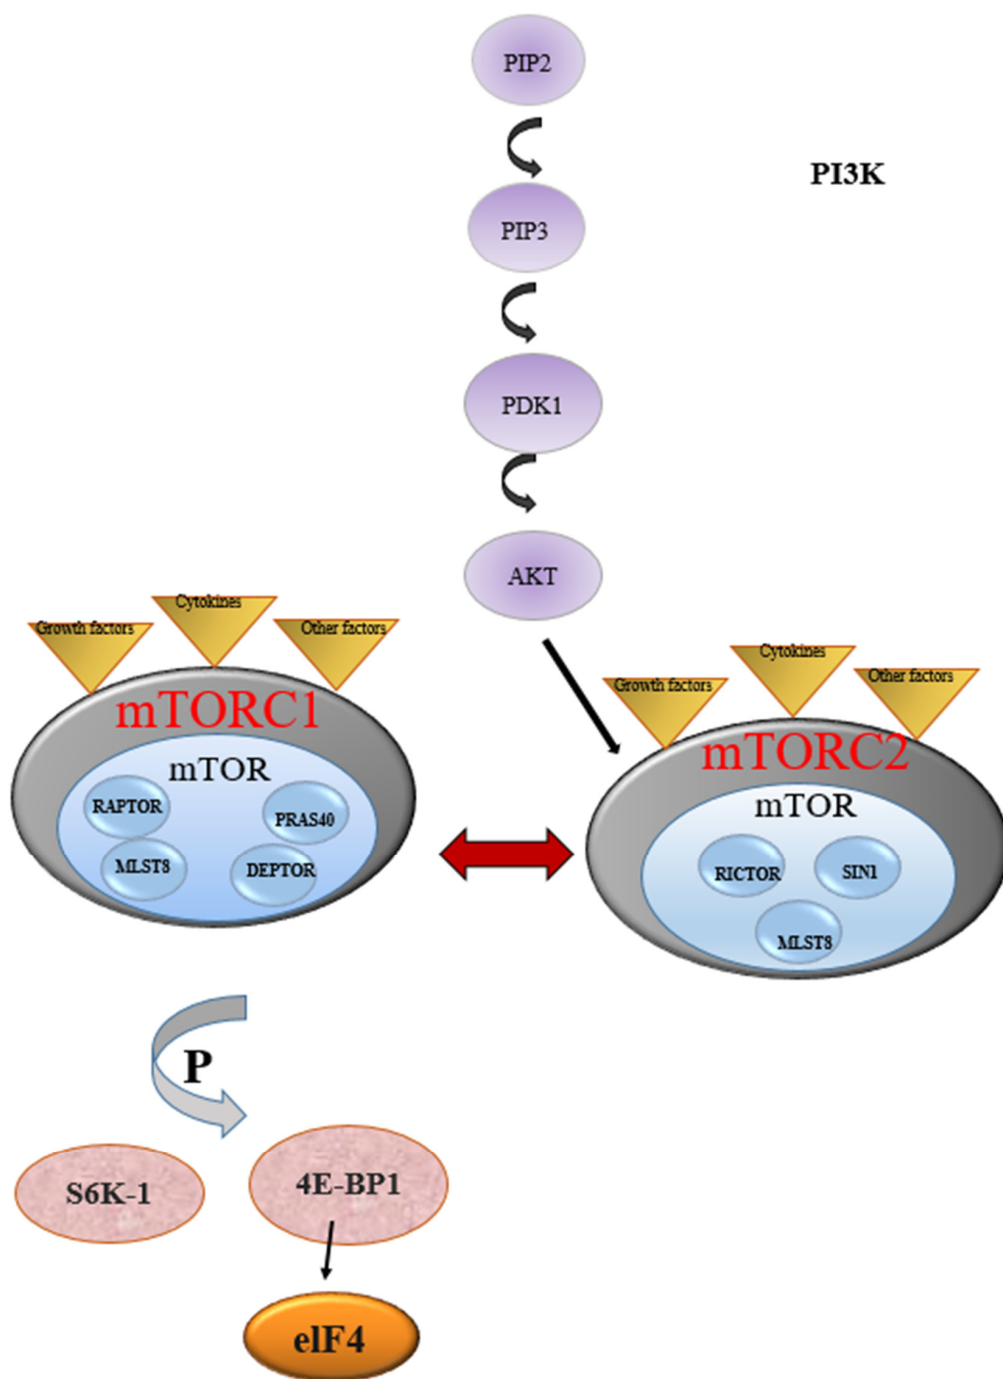 PIP2
PI3K
PIP3
PDK1
AKT
Growth factors
Cytokines
Other factors
mTORC1
mTOR
RAPTOR
PRAS40
MLST8
DEPTOR
Growth factors
Cytokines
Other factors
mTORC2
mTOR
RICTOR
SIN1
MLST8
P
S6K-1
4E-BP1
elF4